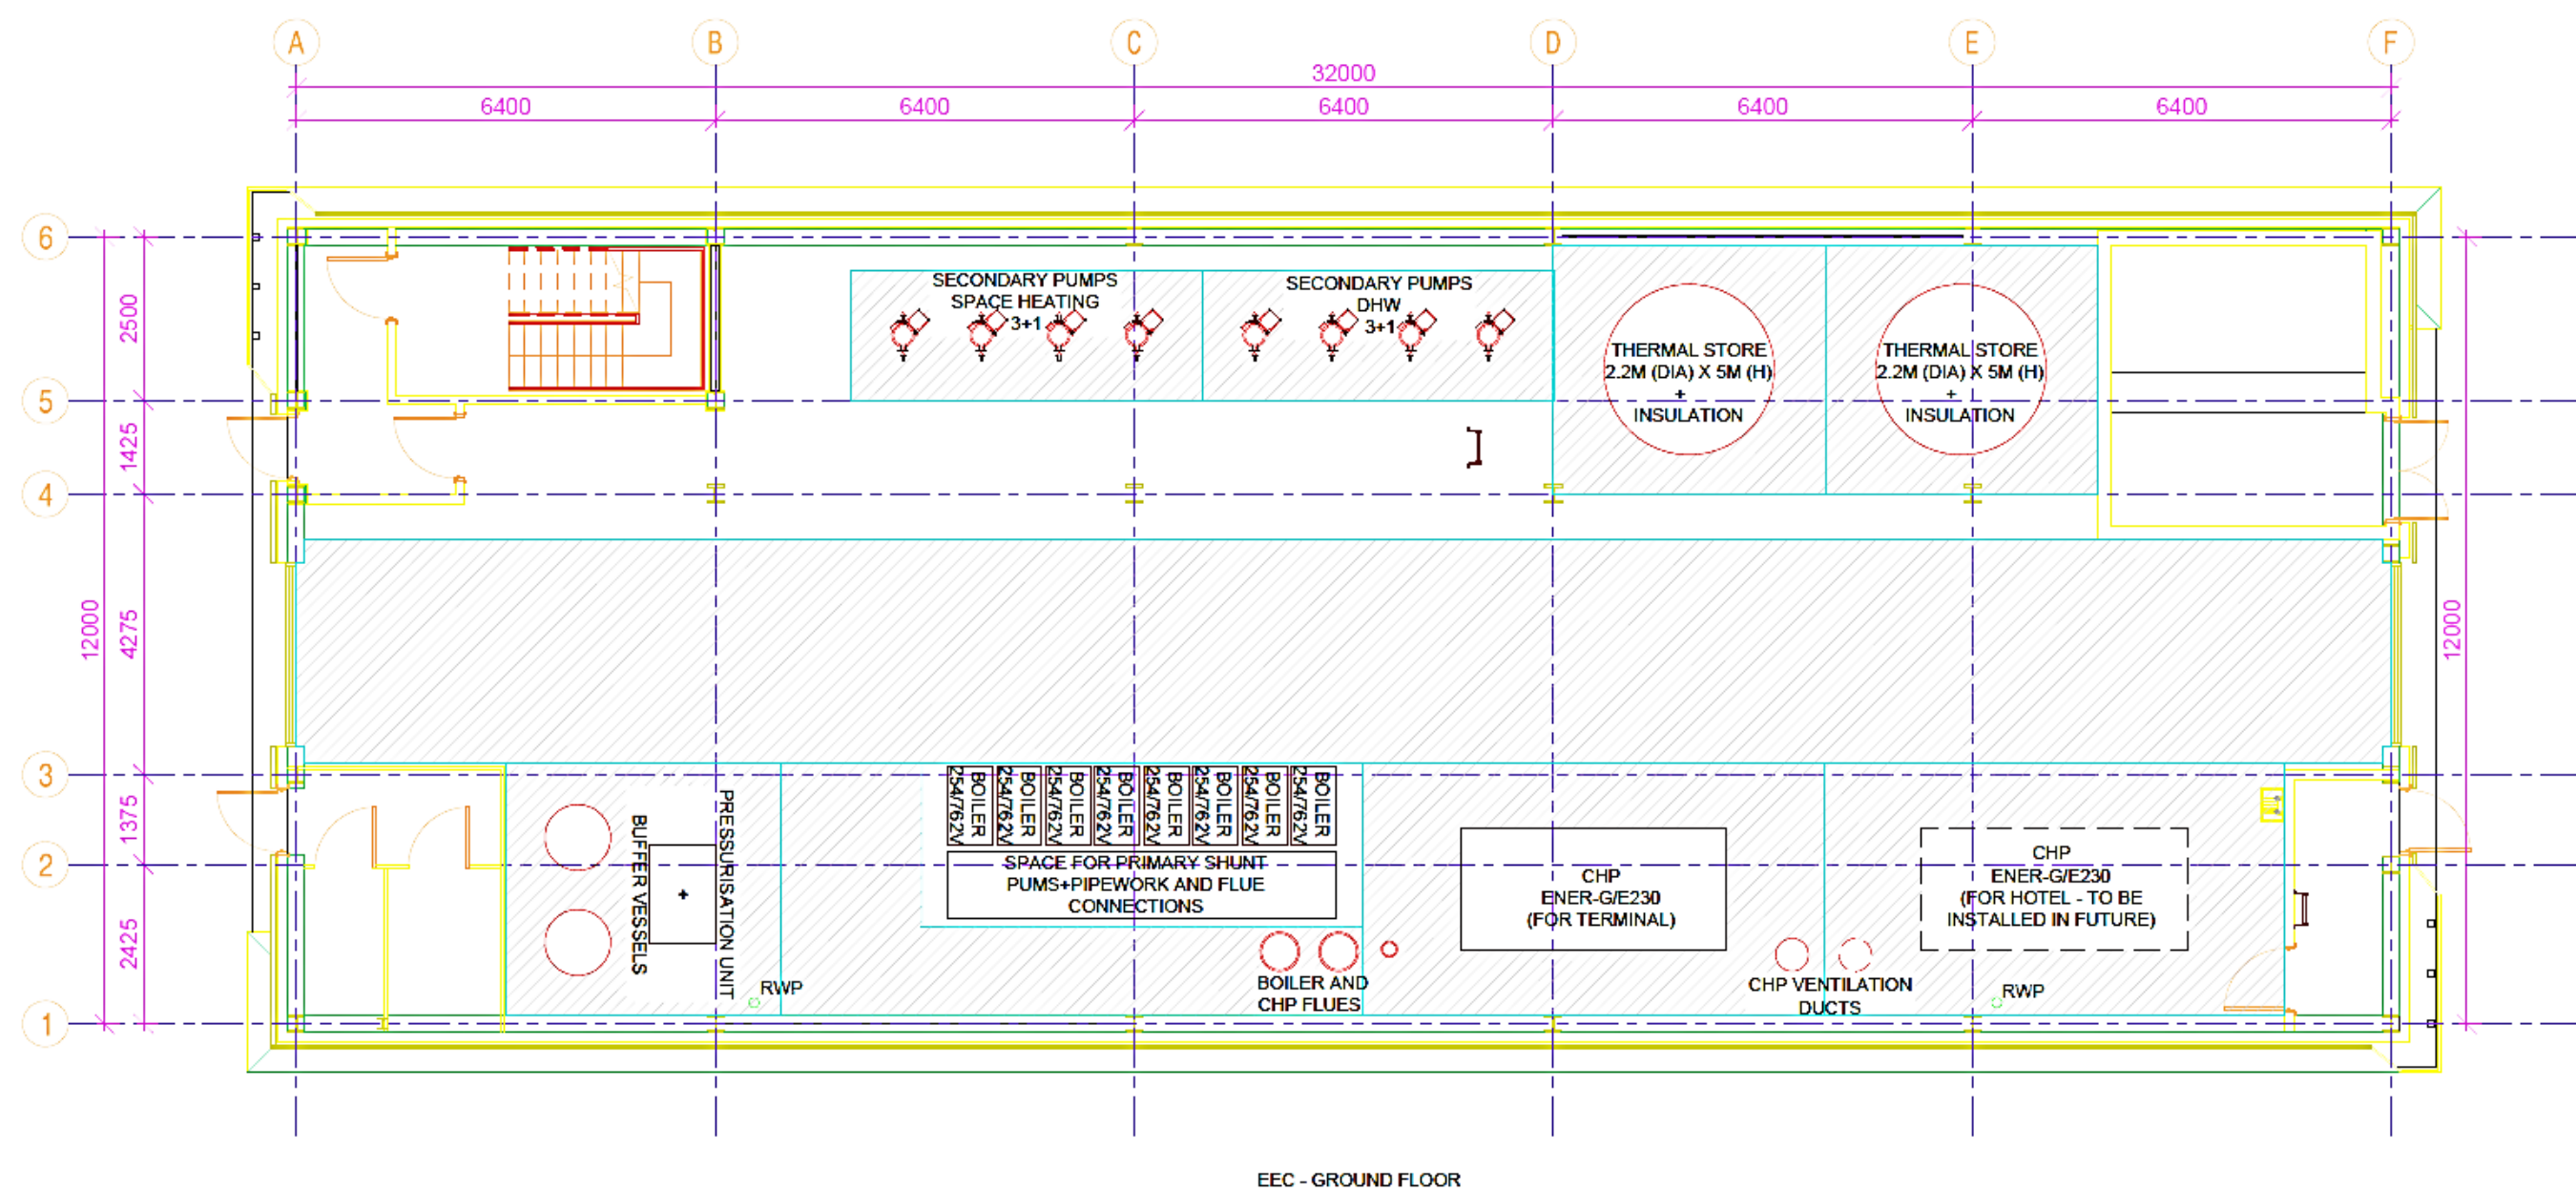 A B C D E F
32000
6400 6400 6400 6400 6400
6
5
4
3
2
1
2500
1425
4275
1375
2425
12000
12000
SECONDARY PUMPS
SPACE HEATING
3+1
SECONDARY PUMPS
DHW
3+1
THERMAL STORE
2.2M (DIA) X 5M (H)
+
INSULATION
THERMAL STORE
2.2M (DIA) X 5M (H)
+
INSULATION
BUFFER VESSELS
+
PRESSURISATION UNIT
RWP
BOILER
254/762V
BOILER
254/762V
BOILER
254/762V
BOILER
254/762V
BOILER
254/762V
BOILER
254/762V
BOILER
254/762V
BOILER
254/762V
SPACE FOR PRIMARY SHUNT
PUMS+PIPEWORK AND FLUE
CONNECTIONS
BOILER AND
CHP FLUES
CHP
ENER-G/E230
(FOR TERMINAL)
CHP VENTILATION
DUCTS
CHP
ENER-G/E230
(FOR HOTEL - TO BE
INSTALLED IN FUTURE)
RWP
EEC - GROUND FLOOR